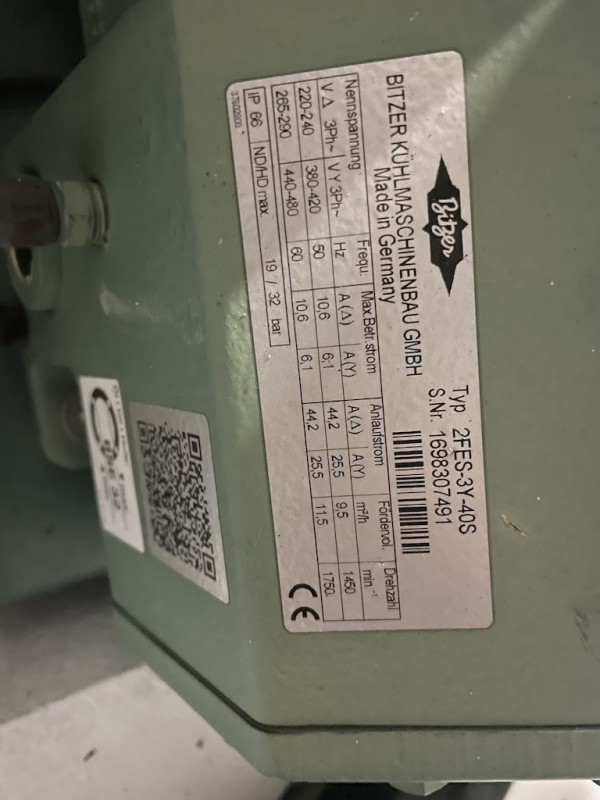 Bitzer
Typ 2FES-3Y-40S
S.Nr. 1698307491
BITZER KÜHLMASCHINENBAU GMBH
Made in Germany
Nennspannung Frequ. Max.Betr.strom Anlaufstrom Fördervol. Drehzahl
V Δ 3Ph~ V Y 3Ph~ Hz A (Δ) A(Y) A(Δ) A(Y) m³/h min -1
220-240 380-420 50 10,6 6,1 44,2 25,5 9,5 1450
265-290 440-480 60 10,6 6,1 44,2 25,5 11,5 1750
IP 66 ND/HD max. 19 / 32 bar
CE